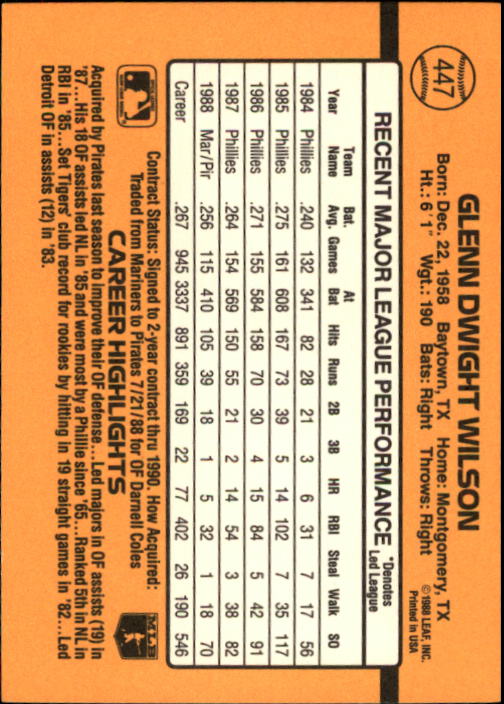 447
GLENN DWIGHT WILSON
Born: Dec. 22, 1958 Baytown, TX Home: Montgomery, TX
Ht.: 6'1" Wgt.: 190 Bats: Right Throws: Right
© 1988 LEAF, INC.
Printed in USA
RECENT MAJOR LEAGUE PERFORMANCE *Denotes Led League
Year Team Name Bat. Avg. Games At Bat Hits Runs 2B 3B HR RBI Steal Walk SO
1984 Phillies .240 132 341 82 28 21 3 6 31 7 17 56
1985 Phillies .275 161 608 167 73 39 5 14 102 7 35 117
1986 Phillies .271 155 584 158 70 30 4 15 84 5 42 91
1987 Phillies .264 154 569 150 55 21 2 14 54 3 38 82
1988 Mar/Pir .256 115 410 105 39 18 1 5 32 1 18 70
Career .267 945 3337 891 359 169 22 77 402 26 190 546
Contract Status: Signed to 2-year contract thru 1990. How Acquired:
Traded from Mariners to Pirates 7/21/88 for OF Darnell Coles
MLB
CAREER HIGHLIGHTS
Acquired by Pirates last season to improve their OF defense...Led majors in OF assists (19) in
'87...His 18 OF assists led NL in '85 and were most by a Phillie since '65...Ranked 5th in NL in
RBI in '85...Set Tigers' club record for rookies by hitting in 19 straight games in '82...Led
Detroit OF in assists (12) in '83.